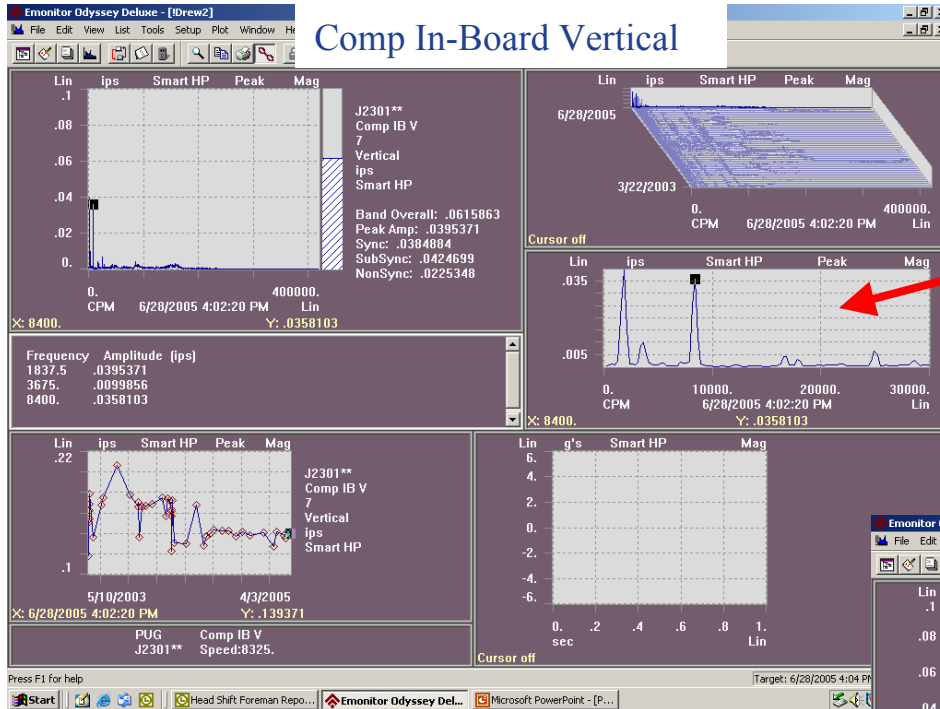 Emonitor Odyssey Deluxe - [!Drew2]
File Edit View List Tools Setup Plot Window He
Comp In-Board Vertical
Lin ips Smart HP Peak Mag
.1
.08
.06
.04
.02
0.
0. 400000.
CPM 6/28/2005 4:02:20 PM Lin
X: 8400. Y: .0358103
J2301**
Comp IB V
7
Vertical
ips
Smart HP
Band Overall: .0615863
Peak Amp: .0395371
Sync: .0384884
SubSync: .0424699
NonSync: .0225348
Lin ips Smart HP Peak Mag
6/28/2005
3/22/2003
0. 400000.
CPM 6/28/2005 4:02:20 PM Lin
Cursor off
Lin ips Smart HP Peak Mag
.035
.005
0. 10000. 20000. 30000.
CPM 6/28/2005 4:02:20 PM Lin
X: 8400. Y: .0358103
Frequency Amplitude (ips)
1837.5 .0395371
3675. .0099856
8400. .0358103
Lin ips Smart HP Peak Mag
.22
.1
5/10/2003 4/3/2005
X: 6/28/2005 4:02:20 PM Y: .139371
J2301**
Comp IB V
7
Vertical
ips
Smart HP
PUG Comp IB V
J2301** Speed:8325.
Lin g's Smart HP Mag
6.
4.
2.
0.
-2.
-4.
-6.
0. .2 .4 .6 .8 1.
sec Lin
Cursor off
Emonitor
File Edit
Lin
.1
.08
.06
.04
Press F1 for help
Target: 6/28/2005 4:04 PM
Start
Head Shift Foreman Repo...
Emonitor Odyssey Del...
Microsoft PowerPoint - [P...